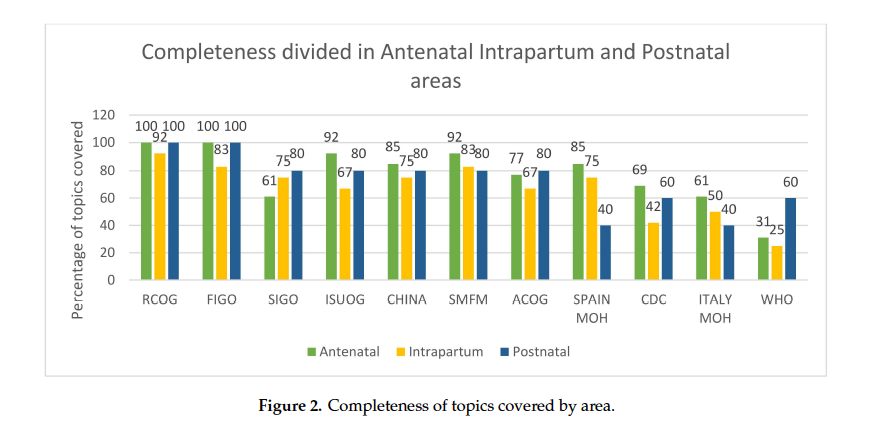 Completeness divided in Antenatal Intrapartum and Postnatal
areas
Percentage of topics covered
120
100
80
60
40
20
0
100 92 100
100 83 100
61 75 80
92 67 80
85 75 80
92 83 80
77 67 80
85 75 40
69 42 60
61 50 40
31 25 60
RCOG FIGO SIGO ISUOG CHINA SMFM ACOG SPAIN MOH CDC ITALY MOH WHO
Antenatal Intrapartum Postnatal
Figure 2. Completeness of topics covered by area.